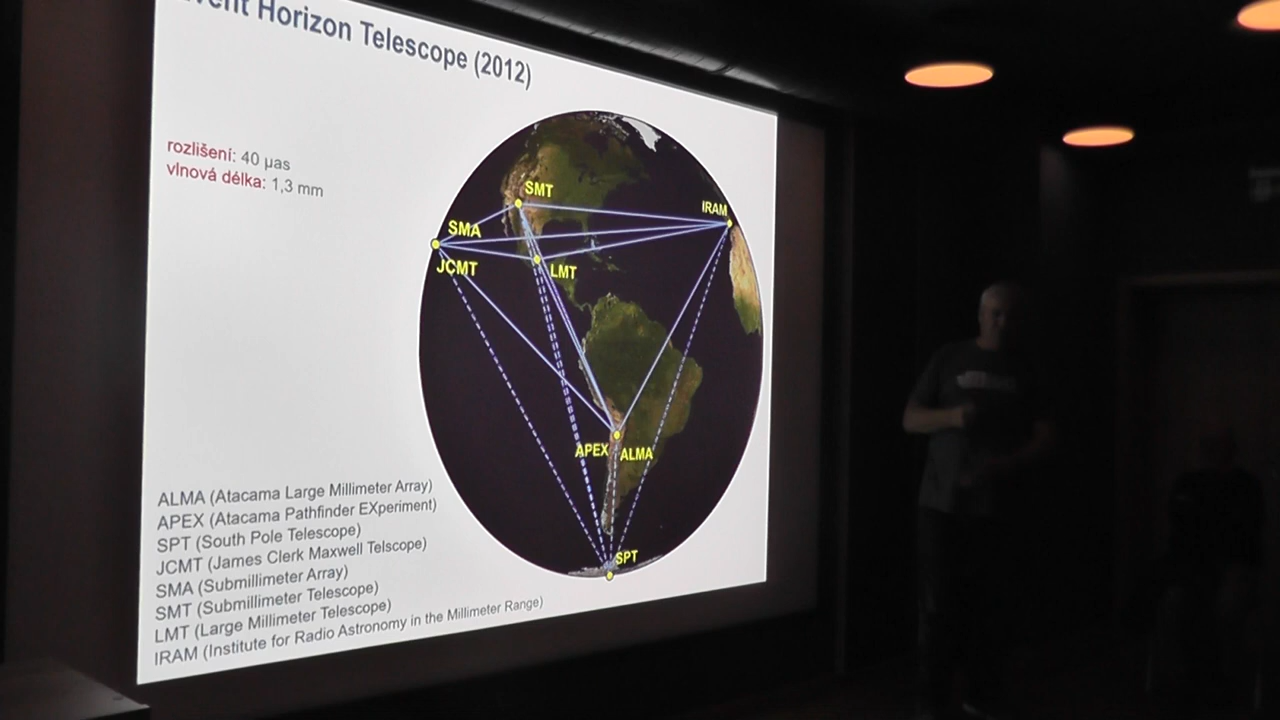 Event Horizon Telescope (2012)
rozlišení: 40 µas
vlnová délka: 1,3 mm
SMT
IRAM
SMA
JCMT
LMT
APEX ALMA
SPT
ALMA (Atacama Large Millimeter Array)
APEX (Atacama Pathfinder EXperiment)
SPT (South Pole Telescope)
JCMT (James Clerk Maxwell Telscope)
SMA (Submillimeter Array)
SMT (Submillimeter Telescope)
LMT (Large Millimeter Telescope)
IRAM (Institute for Radio Astronomy in the Millimeter Range)